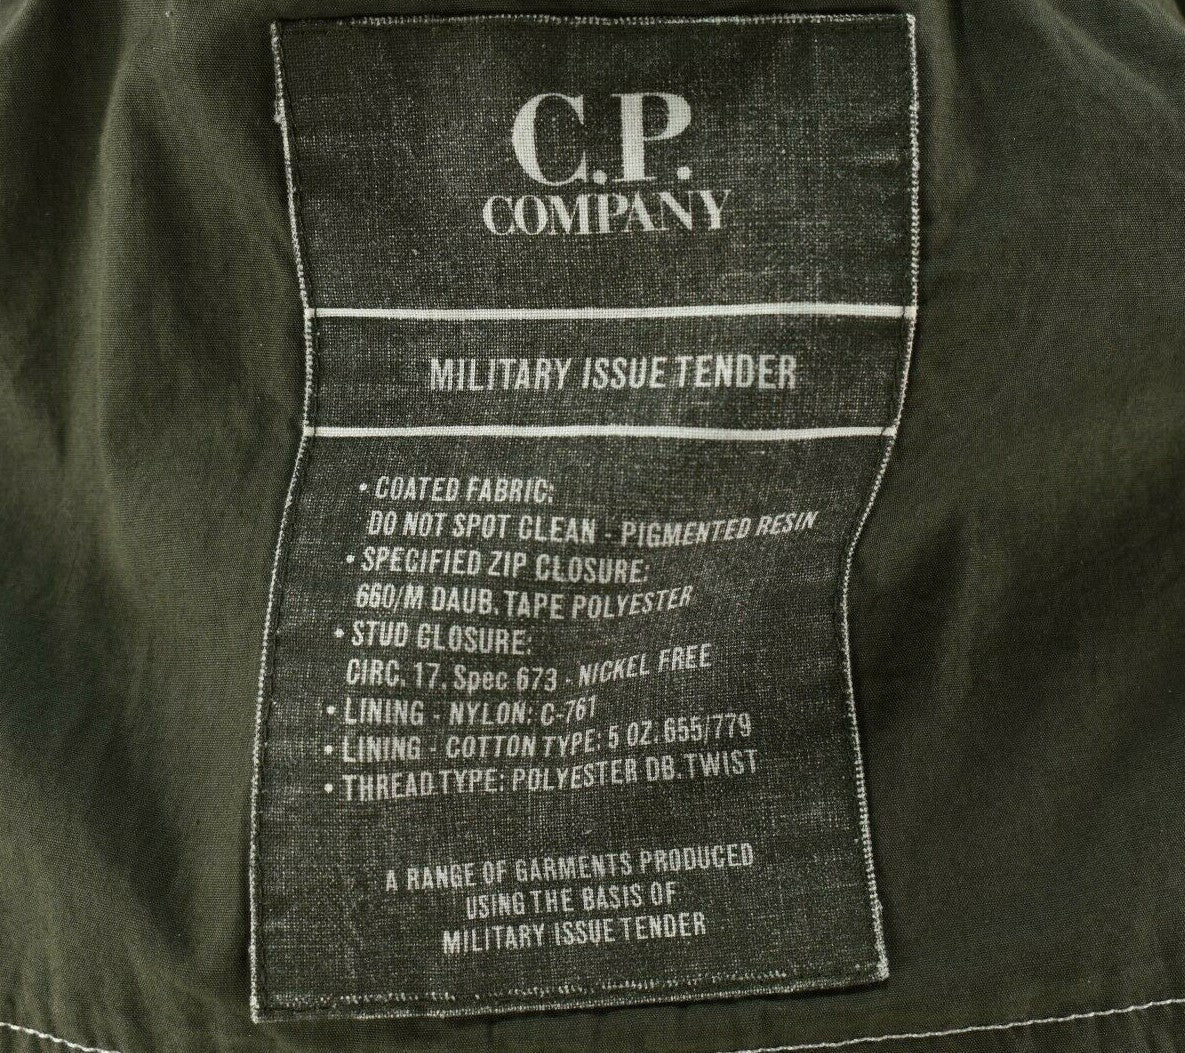 C.P.
COMPANY
MILITARY ISSUE TENDER
• COATED FABRIC:
DO NOT SPOT CLEAN - PIGMENTED RESIN
• SPECIFIED ZIP CLOSURE:
660/M DAUB. TAPE POLYESTER
• STUD CLOSURE:
CIRC. 17. Spec 673 - NICKEL FREE
• LINING - NYLON: C-761
• LINING - COTTON TYPE: 5 OZ. 655/779
• THREAD TYPE: POLYESTER DB. TWIST
A RANGE OF GARMENTS PRODUCED
USING THE BASIS OF
MILITARY ISSUE TENDER